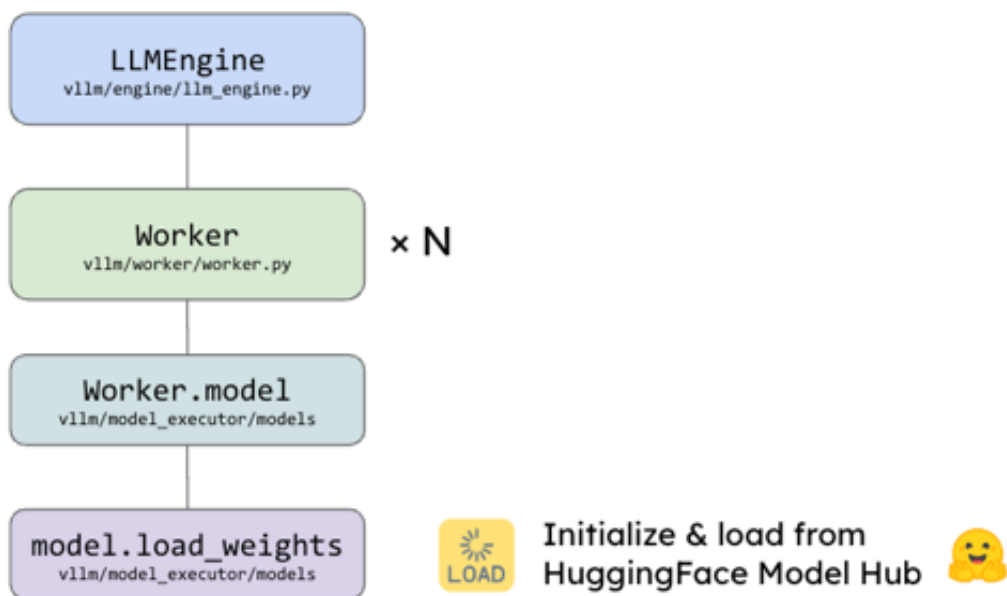 LLMEngine
vllm/engine/llm_engine.py
Worker
vllm/worker/worker.py
× N
Worker.model
vllm/model_executor/models
model.load_weights
vllm/model_executor/models
LOAD
Initialize & load from
HuggingFace Model Hub